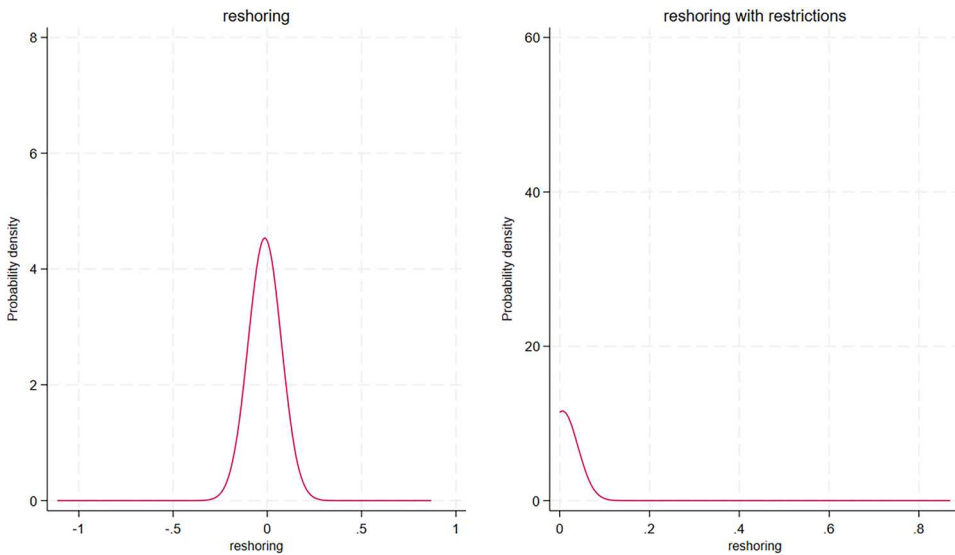 reshoring
8
6
4
2
0
Probability density
-1 -.5 0 .5 1
reshoring
reshoring with restrictions
60
40
20
0
Probability density
0 .2 .4 .6 .8
reshoring